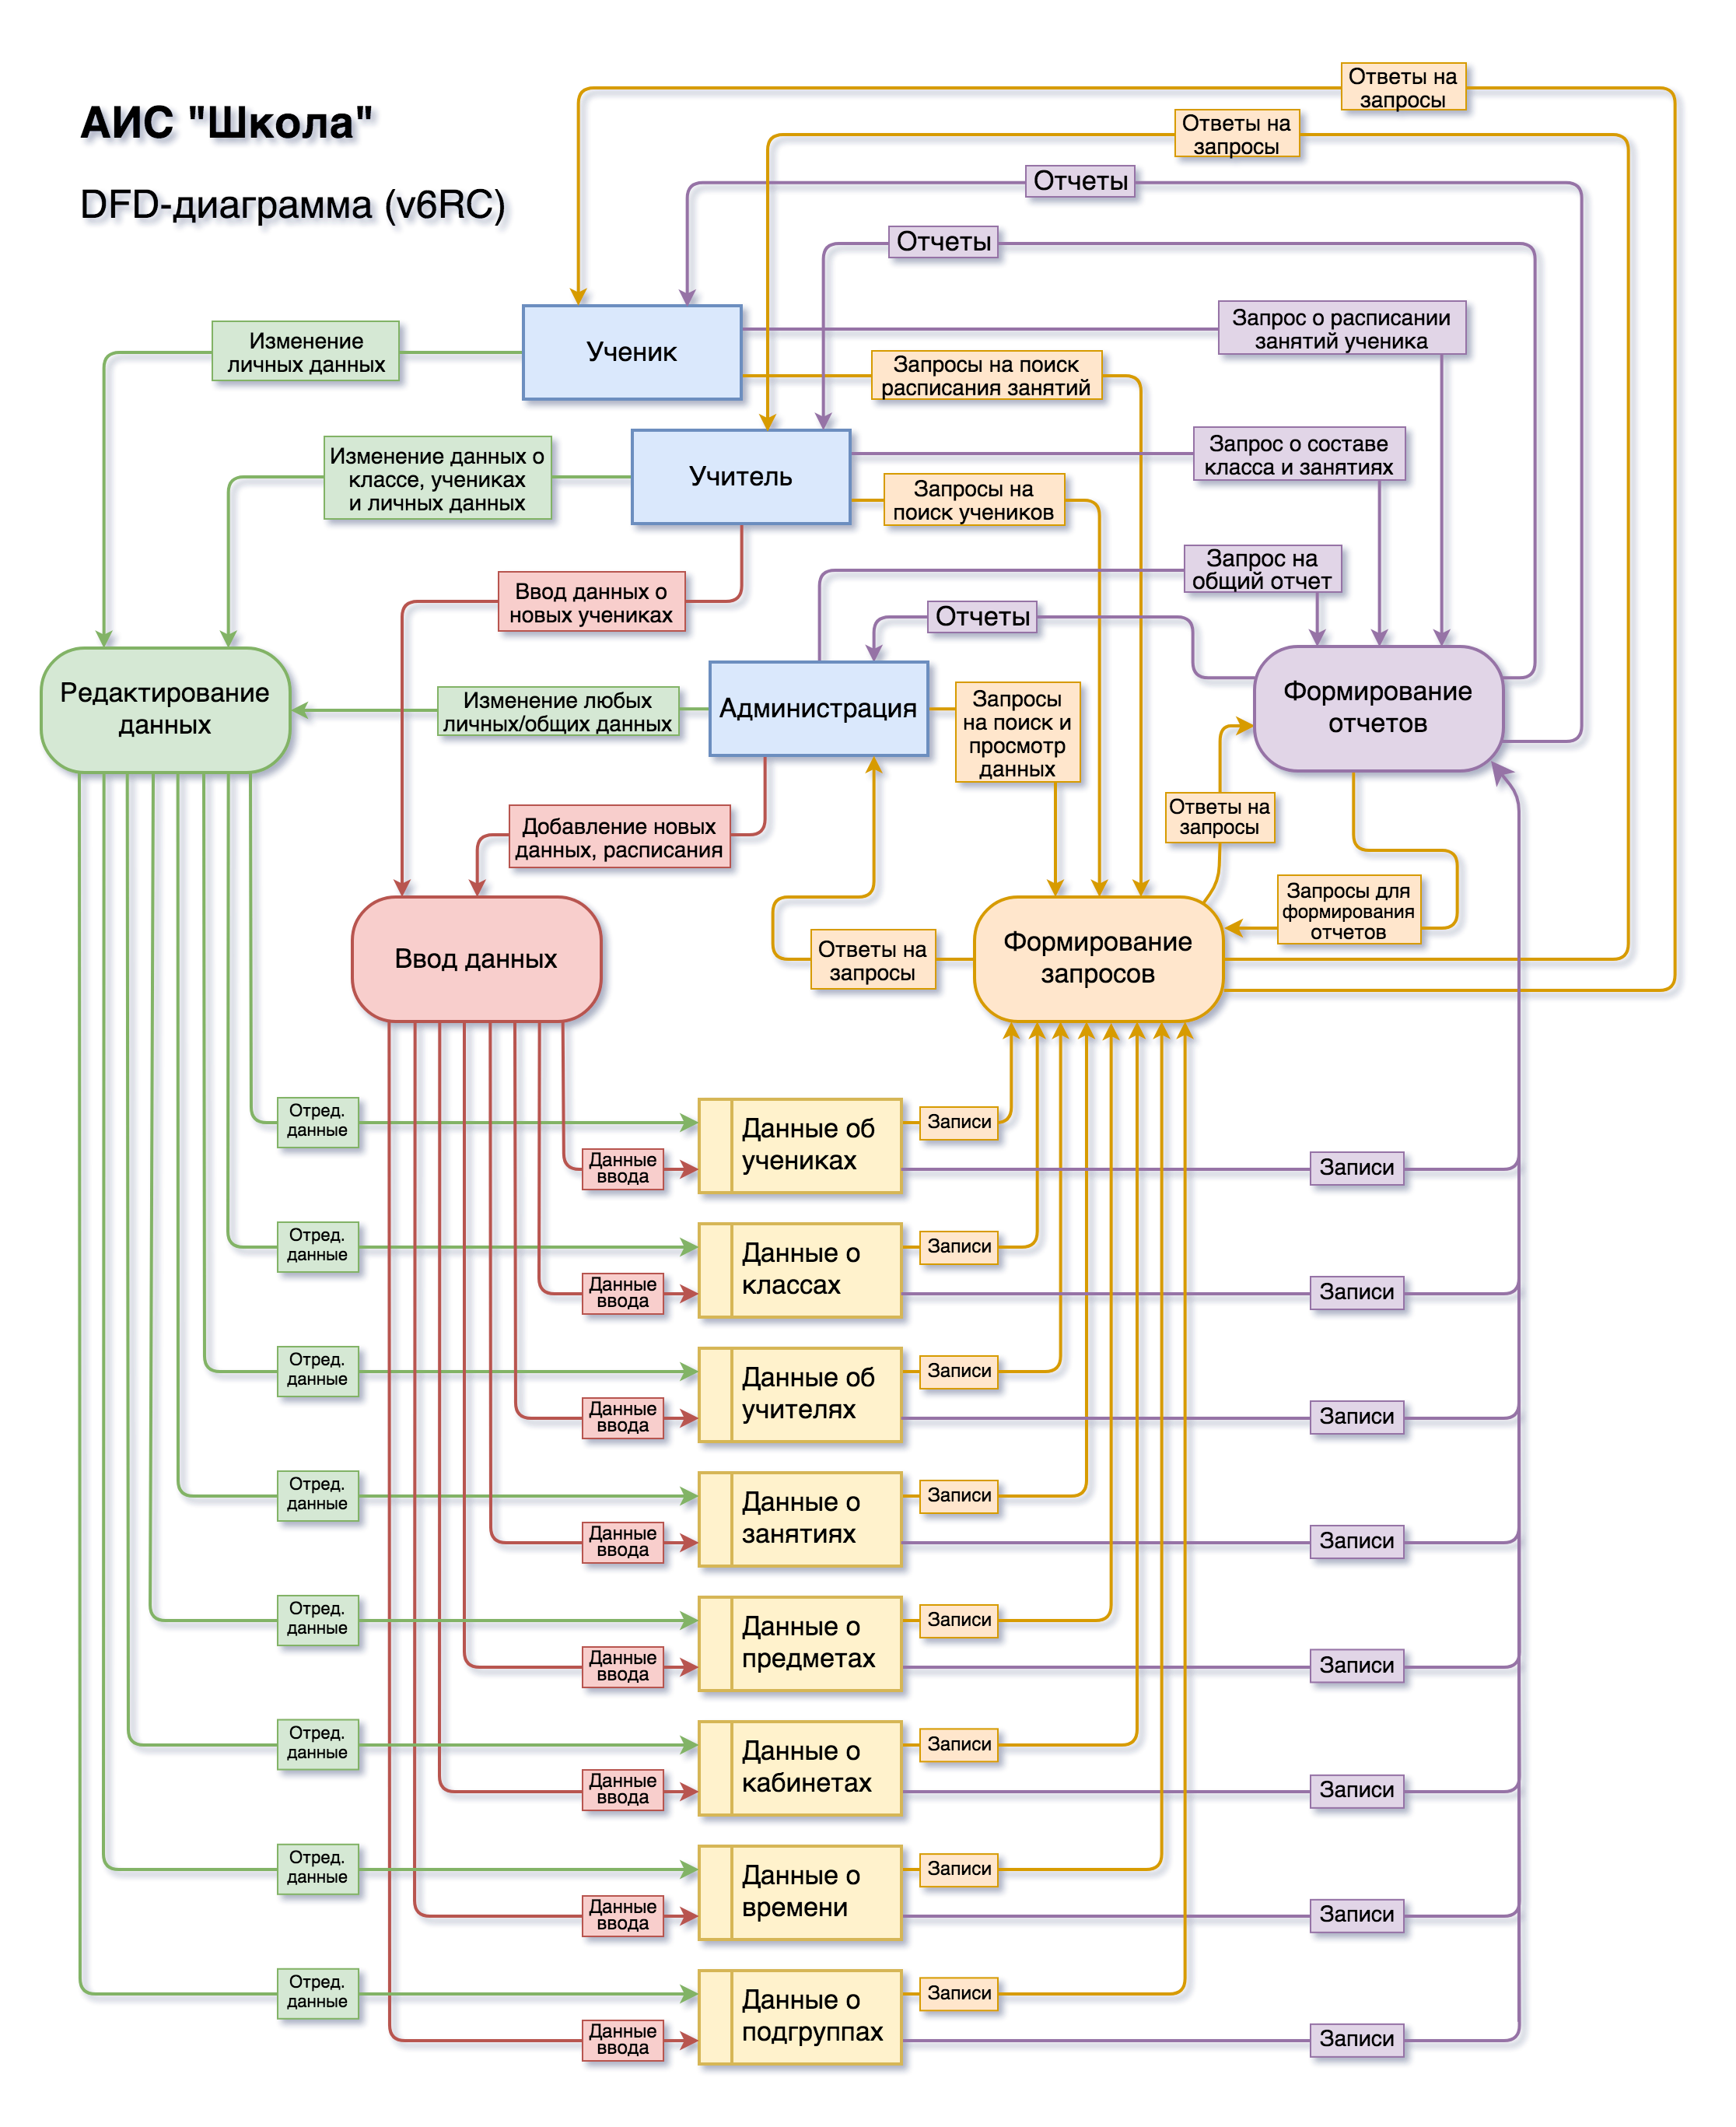 Ответы на
запросы
АИС "Школа"
Ответы на
запросы
Отчеты
DFD-диаграмма (v6RC)
Отчеты
Изменение
личных данных
Ученик
Запрос о расписании
занятий ученика
Запросы на поиск
расписания занятий
Изменение данных о
классе, учениках
и личных данных
Учитель
Запрос о составе
класса и занятиях
Запросы на
поиск учеников
Ввод данных о
новых учениках
Запрос на
общий отчет
Отчеты
Редактирование
данных
Изменение любых
личных/общих данных
Администрация
Запросы
на поиск и
просмотр
данных
Формирование
отчетов
Добавление новых
данных, расписания
Ответы на
запросы
Запросы для
формирования
отчетов
Ввод данных
Ответы на
запросы
Формирование
запросов
Отред.
данные
Данные
ввода
Данные об
учениках
Записи
Записи
Отред.
данные
Данные
ввода
Данные о
классах
Записи
Записи
Отред.
данные
Данные
ввода
Данные об
учителях
Записи
Записи
Отред.
данные
Данные
ввода
Данные о
занятиях
Записи
Записи
Отред.
данные
Данные
ввода
Данные о
предметах
Записи
Записи
Отред.
данные
Данные
ввода
Данные о
кабинетах
Записи
Записи
Отред.
данные
Данные
ввода
Данные о
времени
Записи
Записи
Отред.
данные
Данные
ввода
Данные о
подгруппах
Записи
Записи